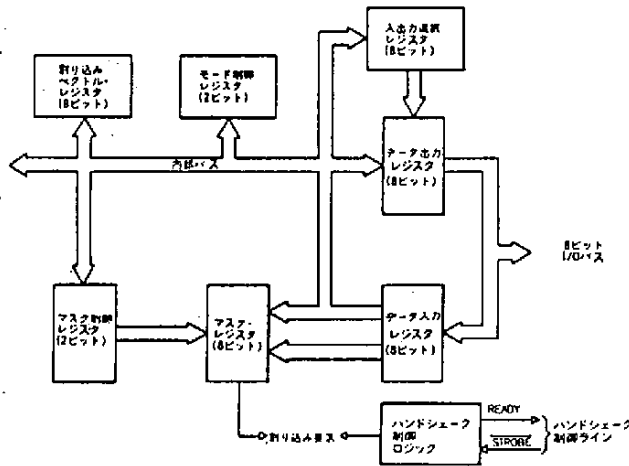 入出力選択
レジスタ
(8ビット)
割り込み
ベクトル・
レジスタ
(8ビット)
モード制御
レジスタ
(2ビット)
内部バス
データ出力
レジスタ
(8ビット)
8ビット
I/Oバス
マスク制御
レジスタ
(2ビット)
マスク・
レジスタ
(8ビット)
データ入力
レジスタ
(8ビット)
割り込み要求
ハンドシェーク
制御
ロジック
READY
STROBE
ハンドシェーク
制御ライン